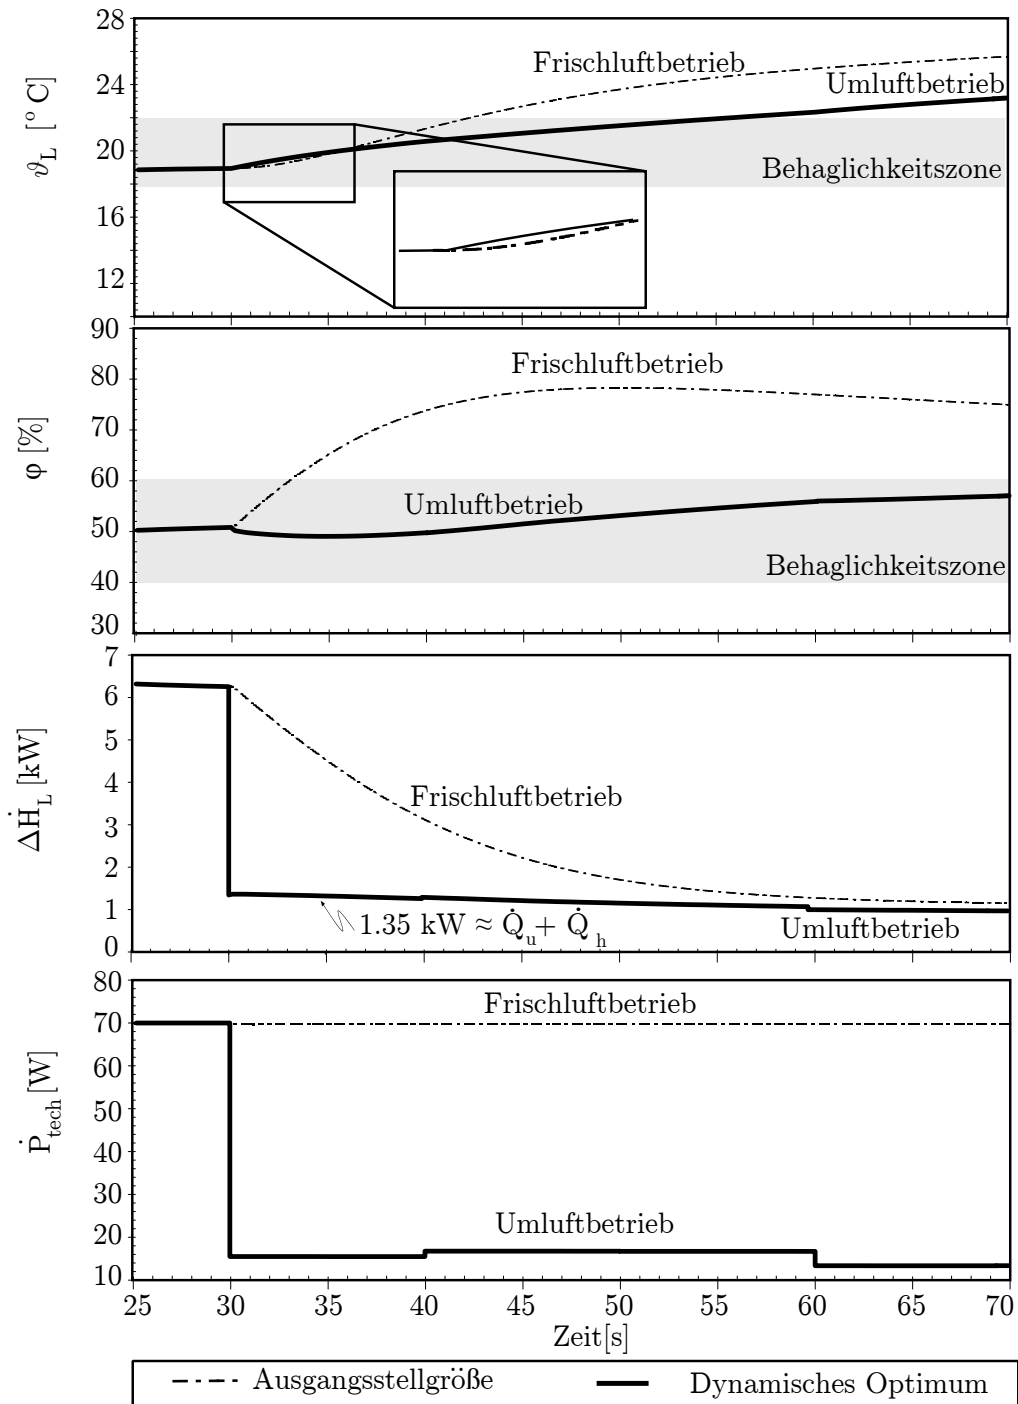 28
24
20
16
12
ϑL [° C]
Frischluftbetrieb
Umluftbetrieb
Behaglichkeitszone
90
80
70
60
50
40
30
φ [%]
Frischluftbetrieb
Umluftbetrieb
Behaglichkeitszone
7
6
5
4
3
2
1
0
ΔḢL [kW]
Frischluftbetrieb
1.35 kW ≈ Q̇u + Q̇h
Umluftbetrieb
80
70
60
50
40
30
20
10
Ṗtech [W]
Frischluftbetrieb
Umluftbetrieb
25 30 35 40 45 50 55 60 65 70
Zeit[s]
Ausgangsstellgröße Dynamisches Optimum